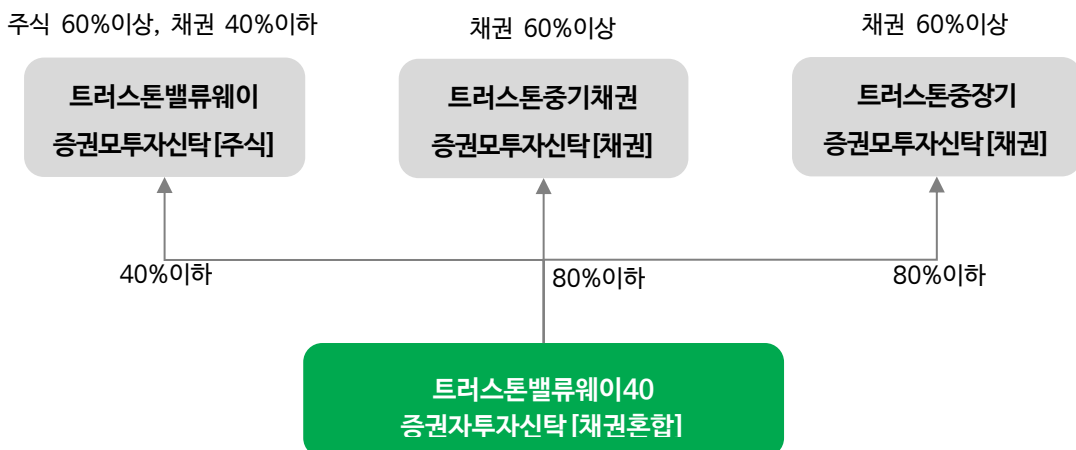 주식 60%이상, 채권 40%이하
채권 60%이상
채권 60%이상
트러스톤밸류웨이
증권모투자신탁[주식]
트러스톤중기채권
증권모투자신탁[채권]
트러스톤중장기
증권모투자신탁[채권]
40%이하
80%이하
80%이하
트러스톤밸류웨이40
증권자투자신탁[채권혼합]